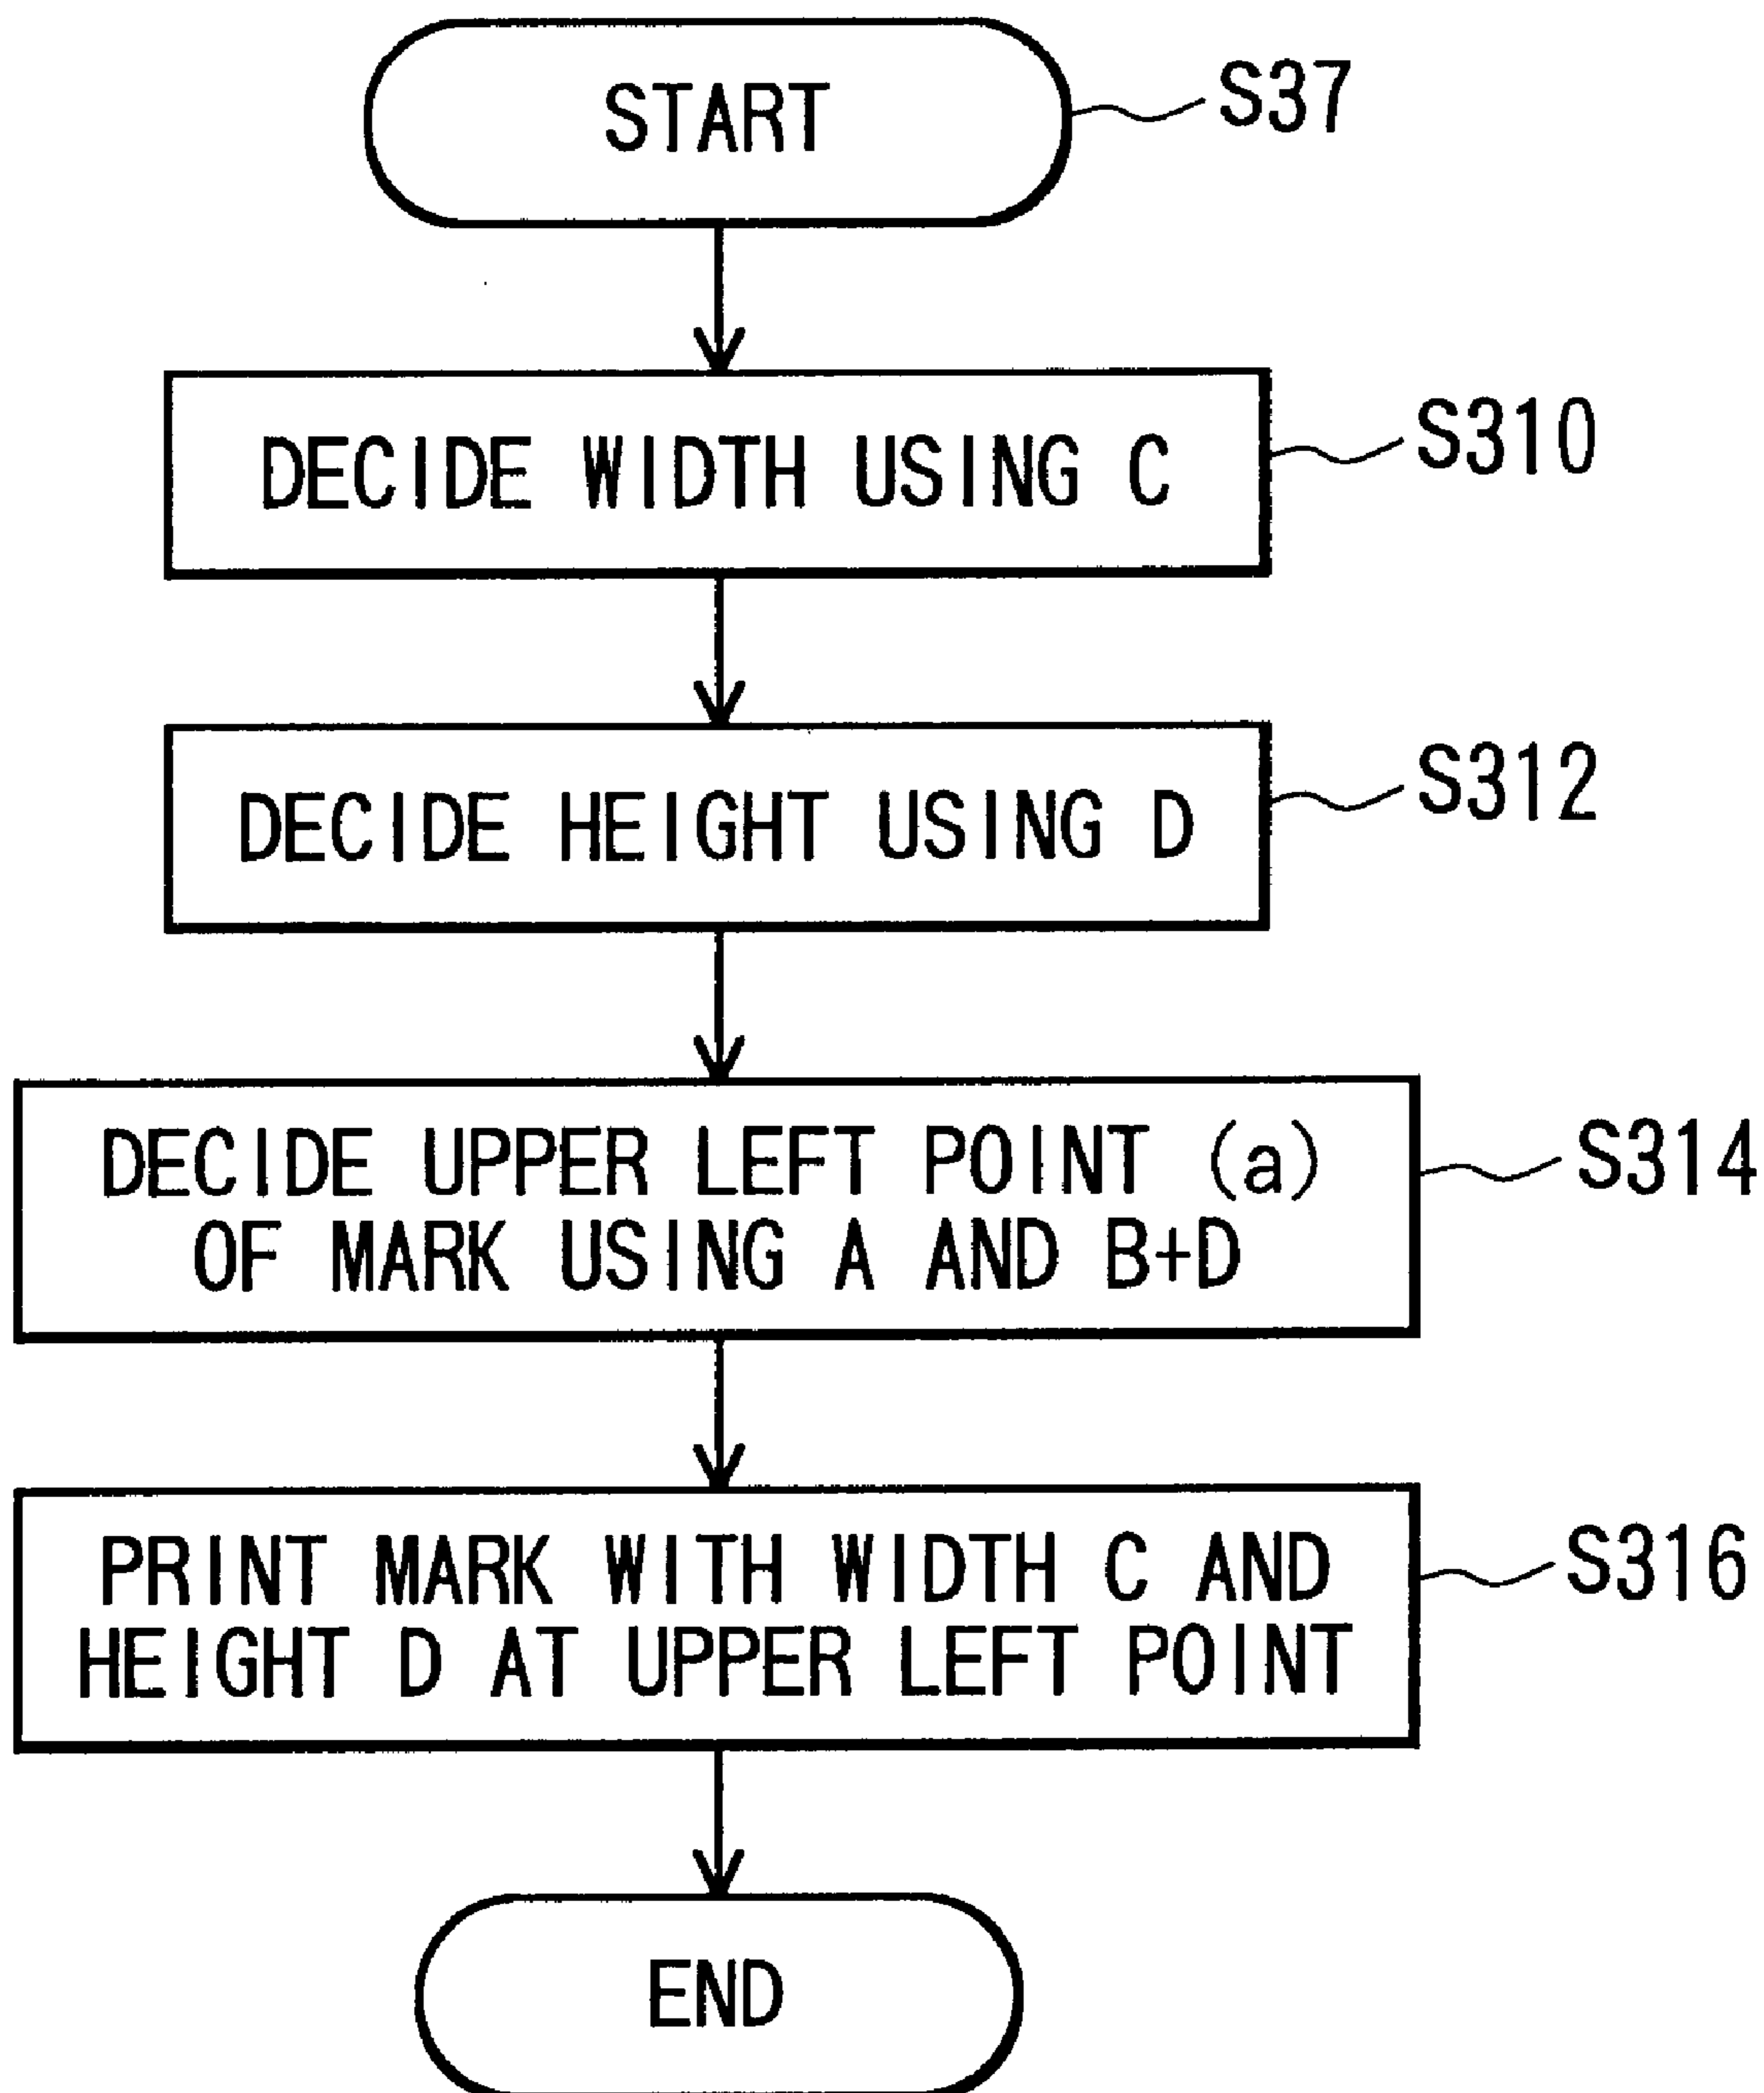 START
S37
DECIDE WIDTH USING C
S310
DECIDE HEIGHT USING D
S312
DECIDE UPPER LEFT POINT (a)
OF MARK USING A AND B+D
S314
PRINT MARK WITH WIDTH C AND
HEIGHT D AT UPPER LEFT POINT
S316
END